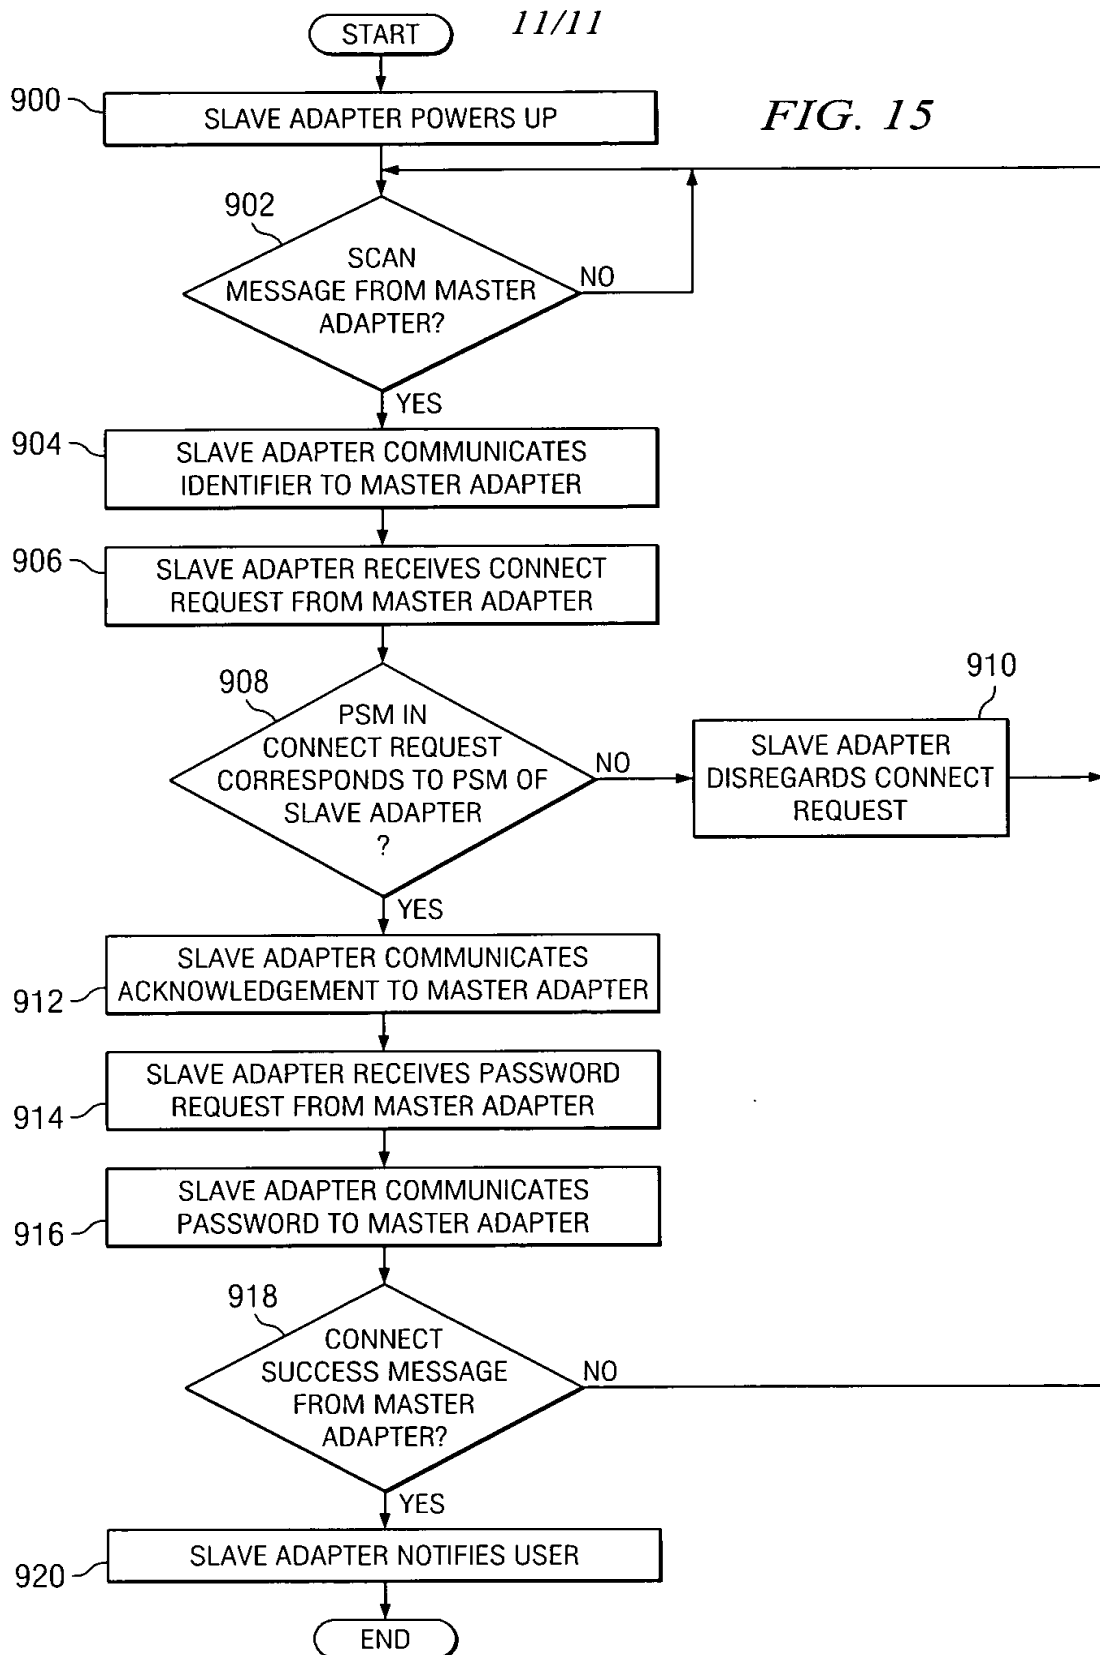 11/11
START
FIG. 15
900
SLAVE ADAPTER POWERS UP
902
SCAN
MESSAGE FROM MASTER
ADAPTER?
NO
YES
904
SLAVE ADAPTER COMMUNICATES
IDENTIFIER TO MASTER ADAPTER
906
SLAVE ADAPTER RECEIVES CONNECT
REQUEST FROM MASTER ADAPTER
908
PSM IN
CONNECT REQUEST
CORRESPONDS TO PSM OF
SLAVE ADAPTER
?
NO
910
SLAVE ADAPTER
DISREGARDS CONNECT
REQUEST
YES
912
SLAVE ADAPTER COMMUNICATES
ACKNOWLEDGEMENT TO MASTER ADAPTER
914
SLAVE ADAPTER RECEIVES PASSWORD
REQUEST FROM MASTER ADAPTER
916
SLAVE ADAPTER COMMUNICATES
PASSWORD TO MASTER ADAPTER
918
CONNECT
SUCCESS MESSAGE
FROM MASTER
ADAPTER?
NO
YES
920
SLAVE ADAPTER NOTIFIES USER
END